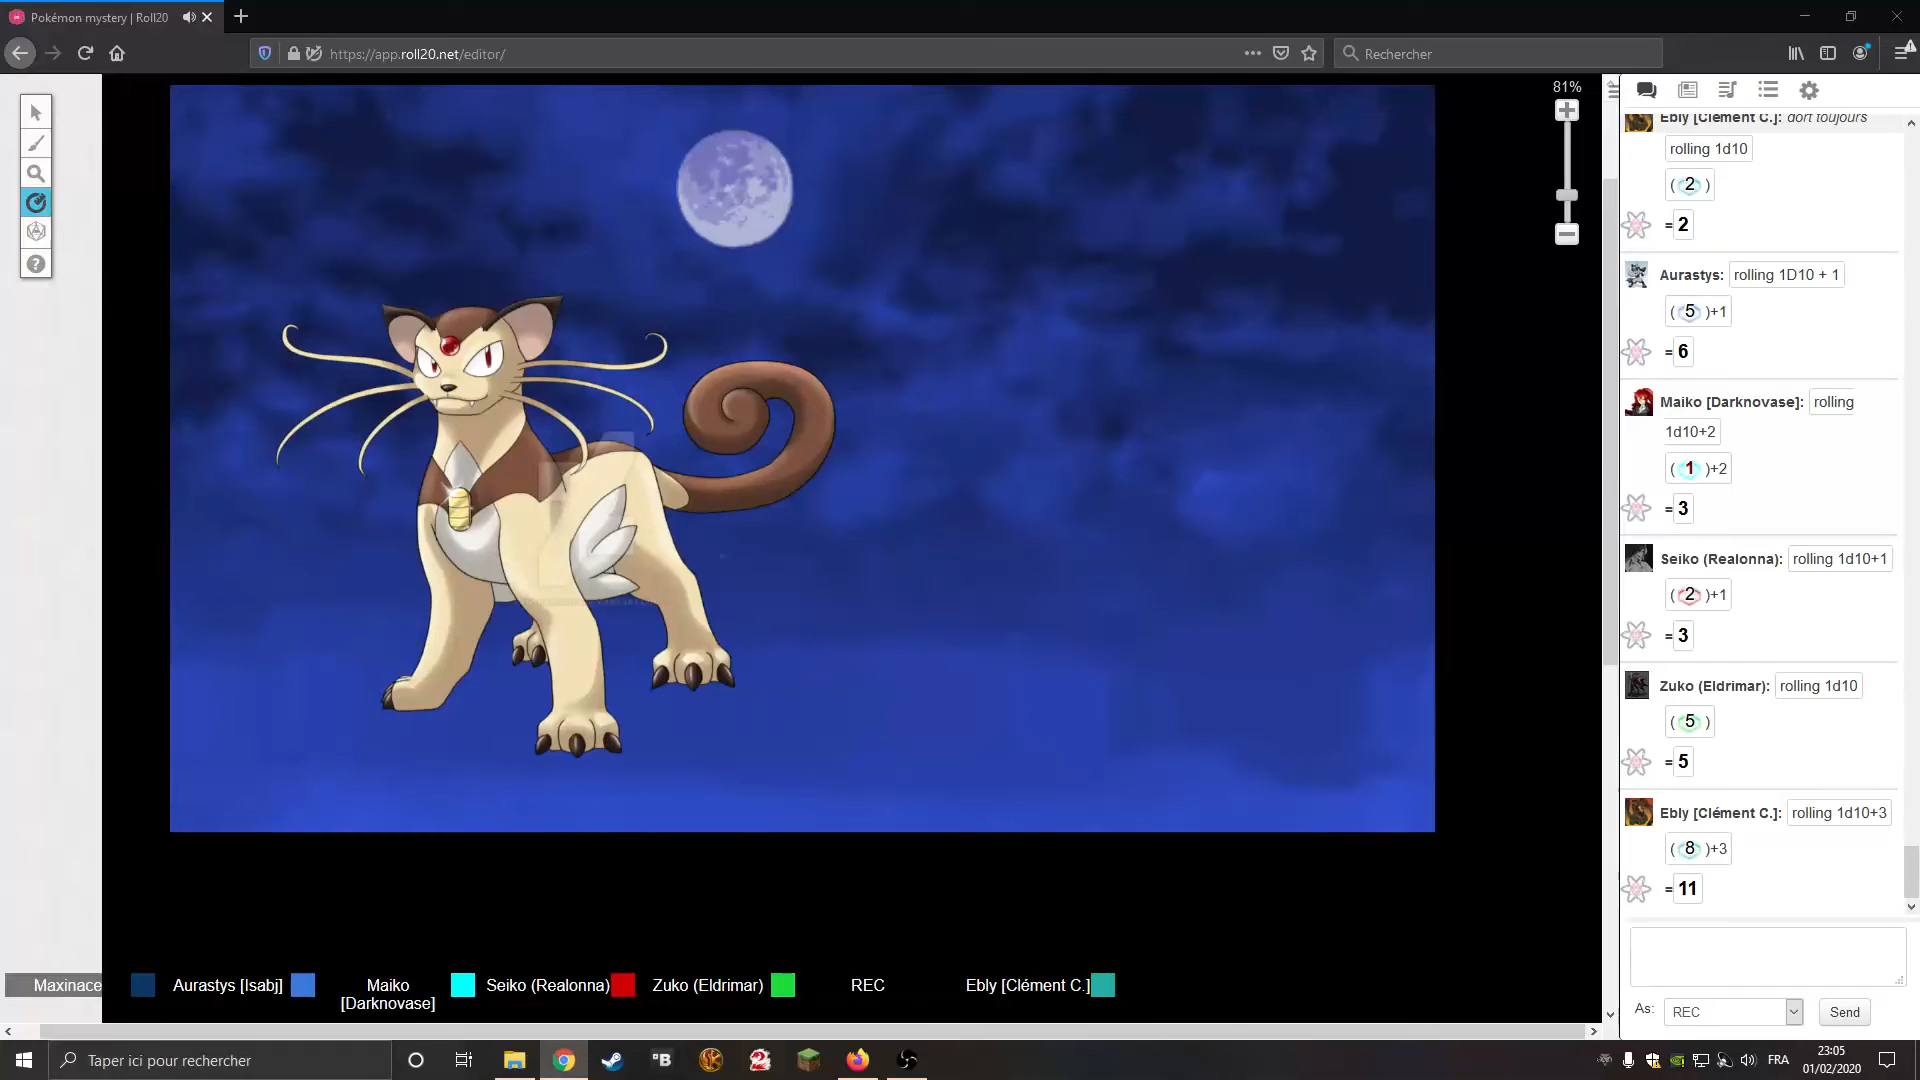 Pokémon mystery | Roll20
https://app.roll20.net/editor/
Rechercher
81%
Ebly [Clément C.]: dort toujours
rolling 1d10
( 2 )
= 2
Aurastys: rolling 1D10 + 1
( 5 )+1
= 6
Maiko [Darknovase]: rolling
1d10+2
( 1 )+2
= 3
Seiko (Realonna): rolling 1d10+1
( 2 )+1
= 3
Zuko (Eldrimar): rolling 1d10
( 5 )
= 5
Ebly [Clément C.]: rolling 1d10+3
( 8 )+3
= 11
Maxinace
Aurastys [Isabj]
Maiko
[Darknovase]
Seiko (Realonna)
Zuko (Eldrimar)
REC
Ebly [Clément C.]
As: REC
Send
Taper ici pour rechercher
FRA
23:05
01/02/2020